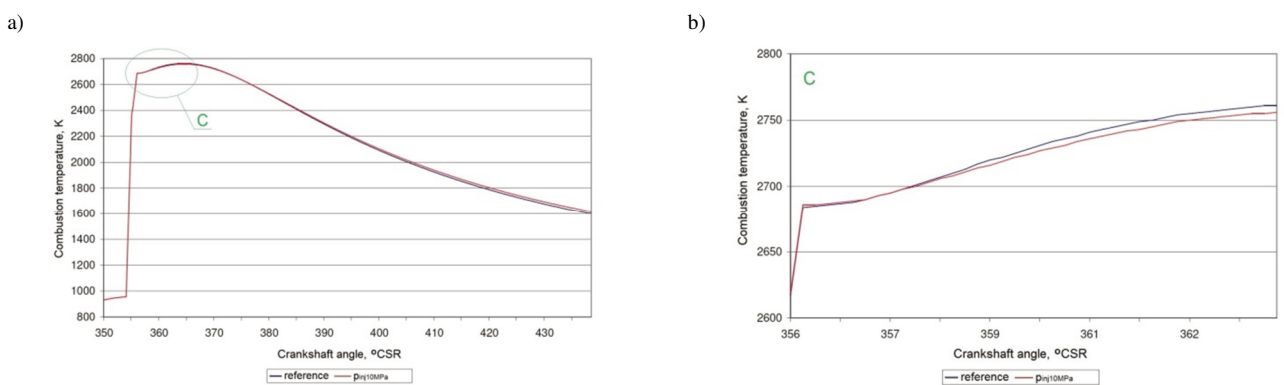 a)
2800
2600
2400
2200
2000
1800
1600
1400
1200
1000
800
Combustion temperature, K
C
350 355 360 370 380 390 400 410 420 430
Crankshaft angle, ºCSR
reference pinj10MPa
b)
2800
2750
2700
2650
2600
Combustion temperature, K
C
356 357 359 361 362
Crankshaft angle, ºCSR
reference pinj10MPa